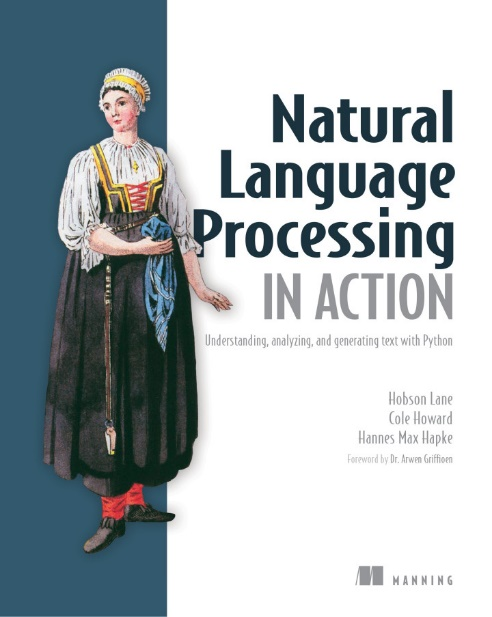 Natural
Language
Processing
IN ACTION
Understanding, analyzing, and generating text with Python
Hobson Lane
Cole Howard
Hannes Max Hapke
Foreword by Dr. Arwen Griffioen
MANNING